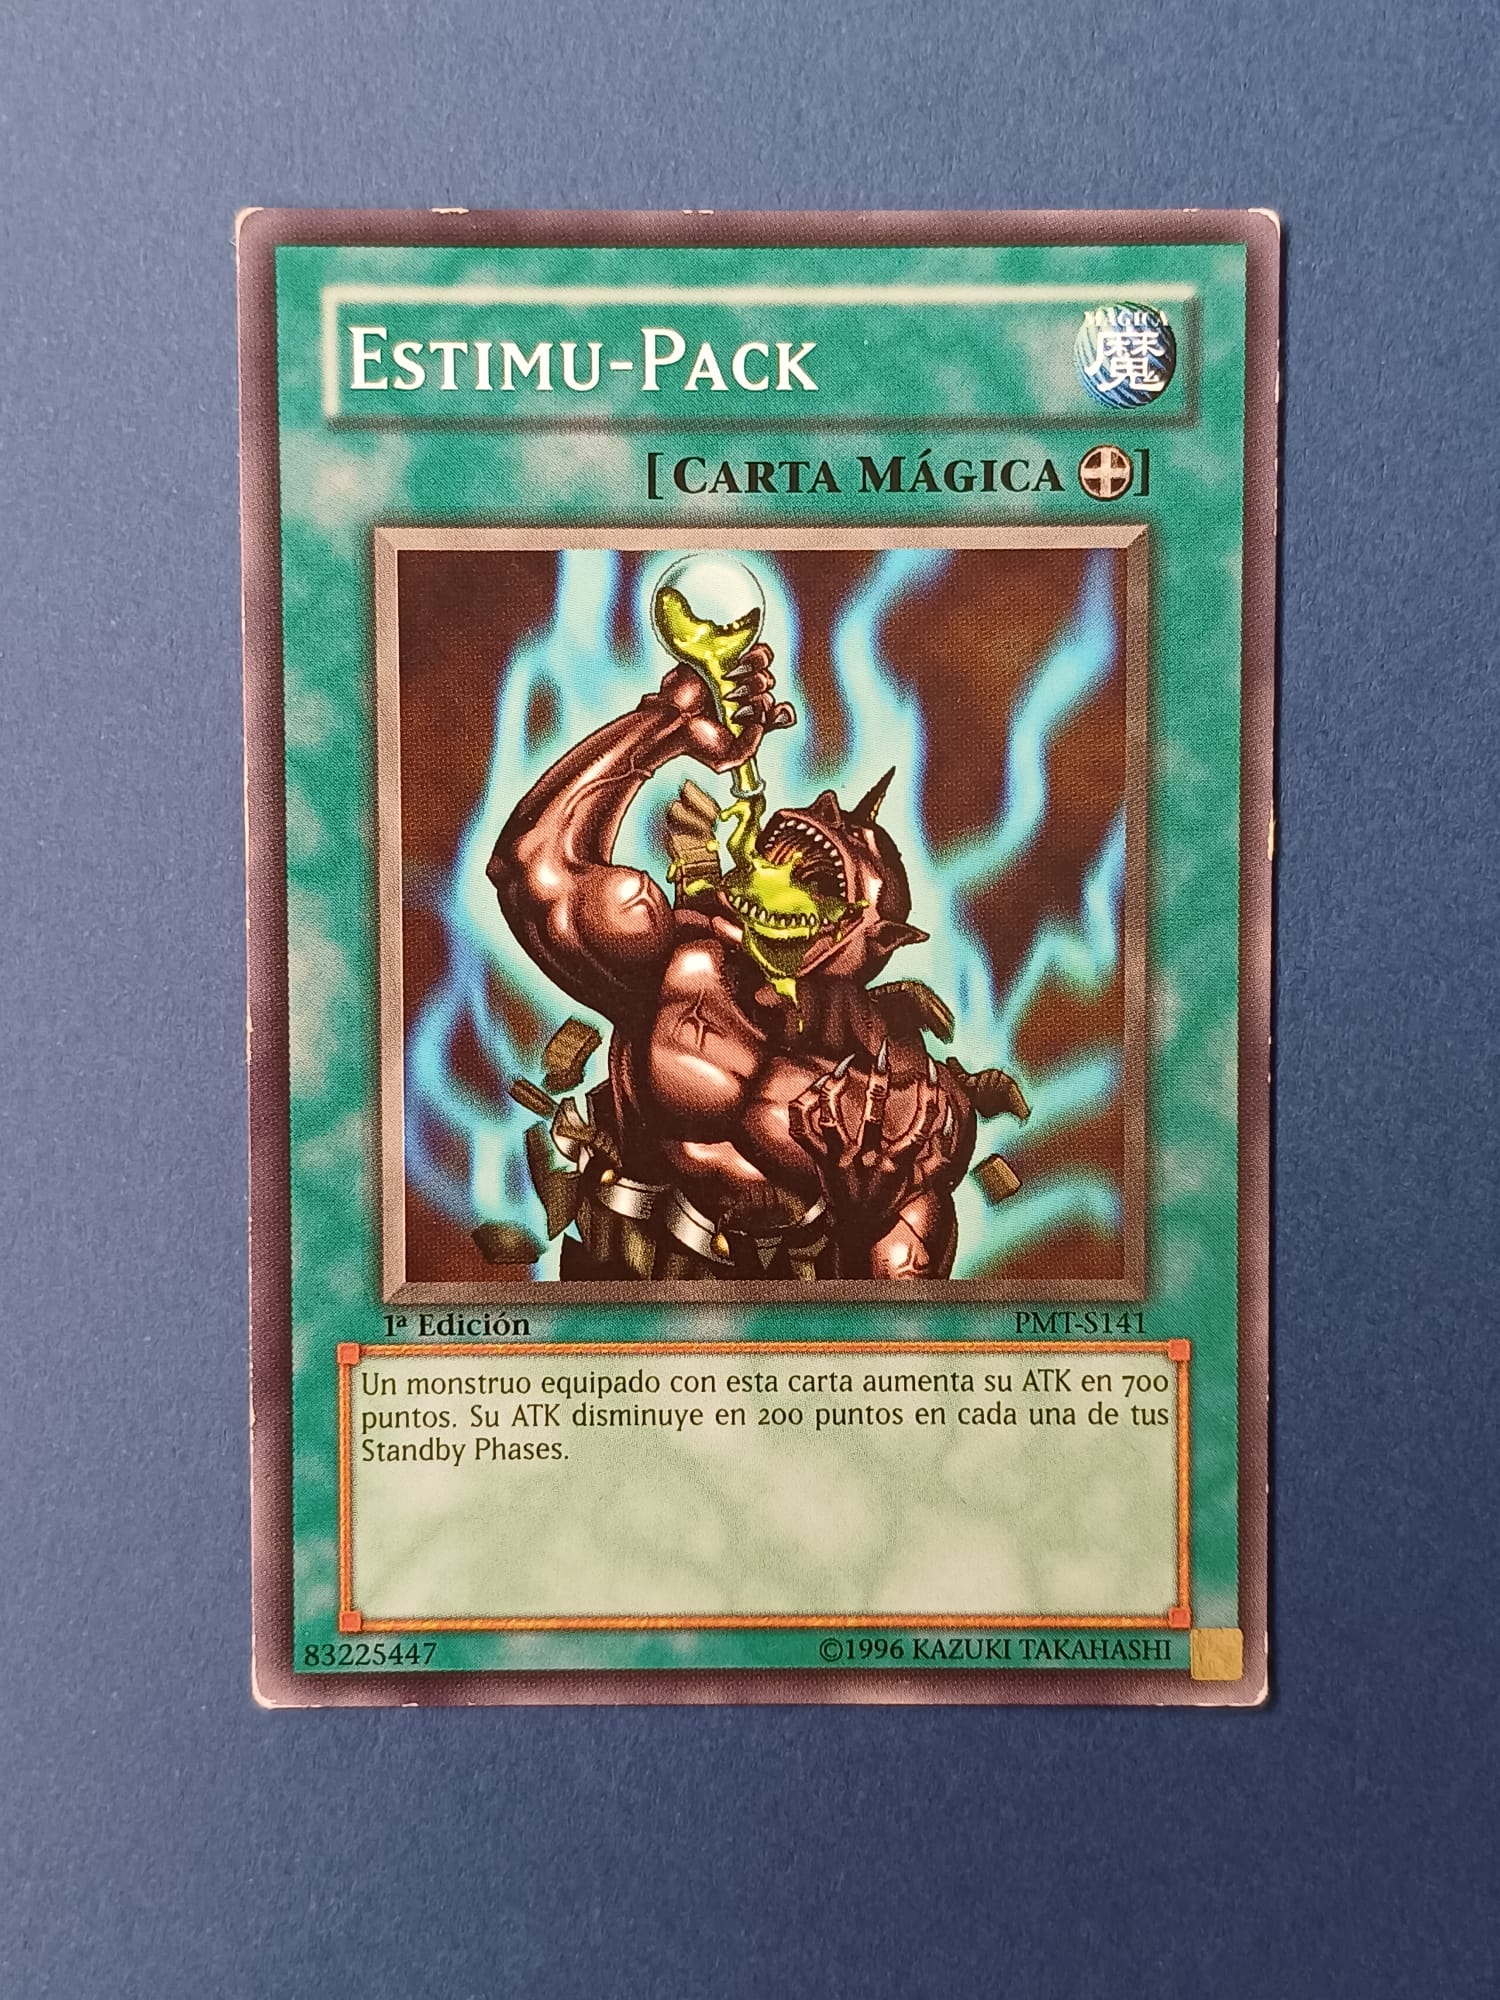 ESTIMU-PACK
MÁGICA
魔
[CARTA MÁGICA]
1ª Edición
PMT-S141
Un monstruo equipado con esta carta aumenta su ATK en 700
puntos. Su ATK disminuye en 200 puntos en cada una de tus
Standby Phases.
83225447
©1996 KAZUKI TAKAHASHI